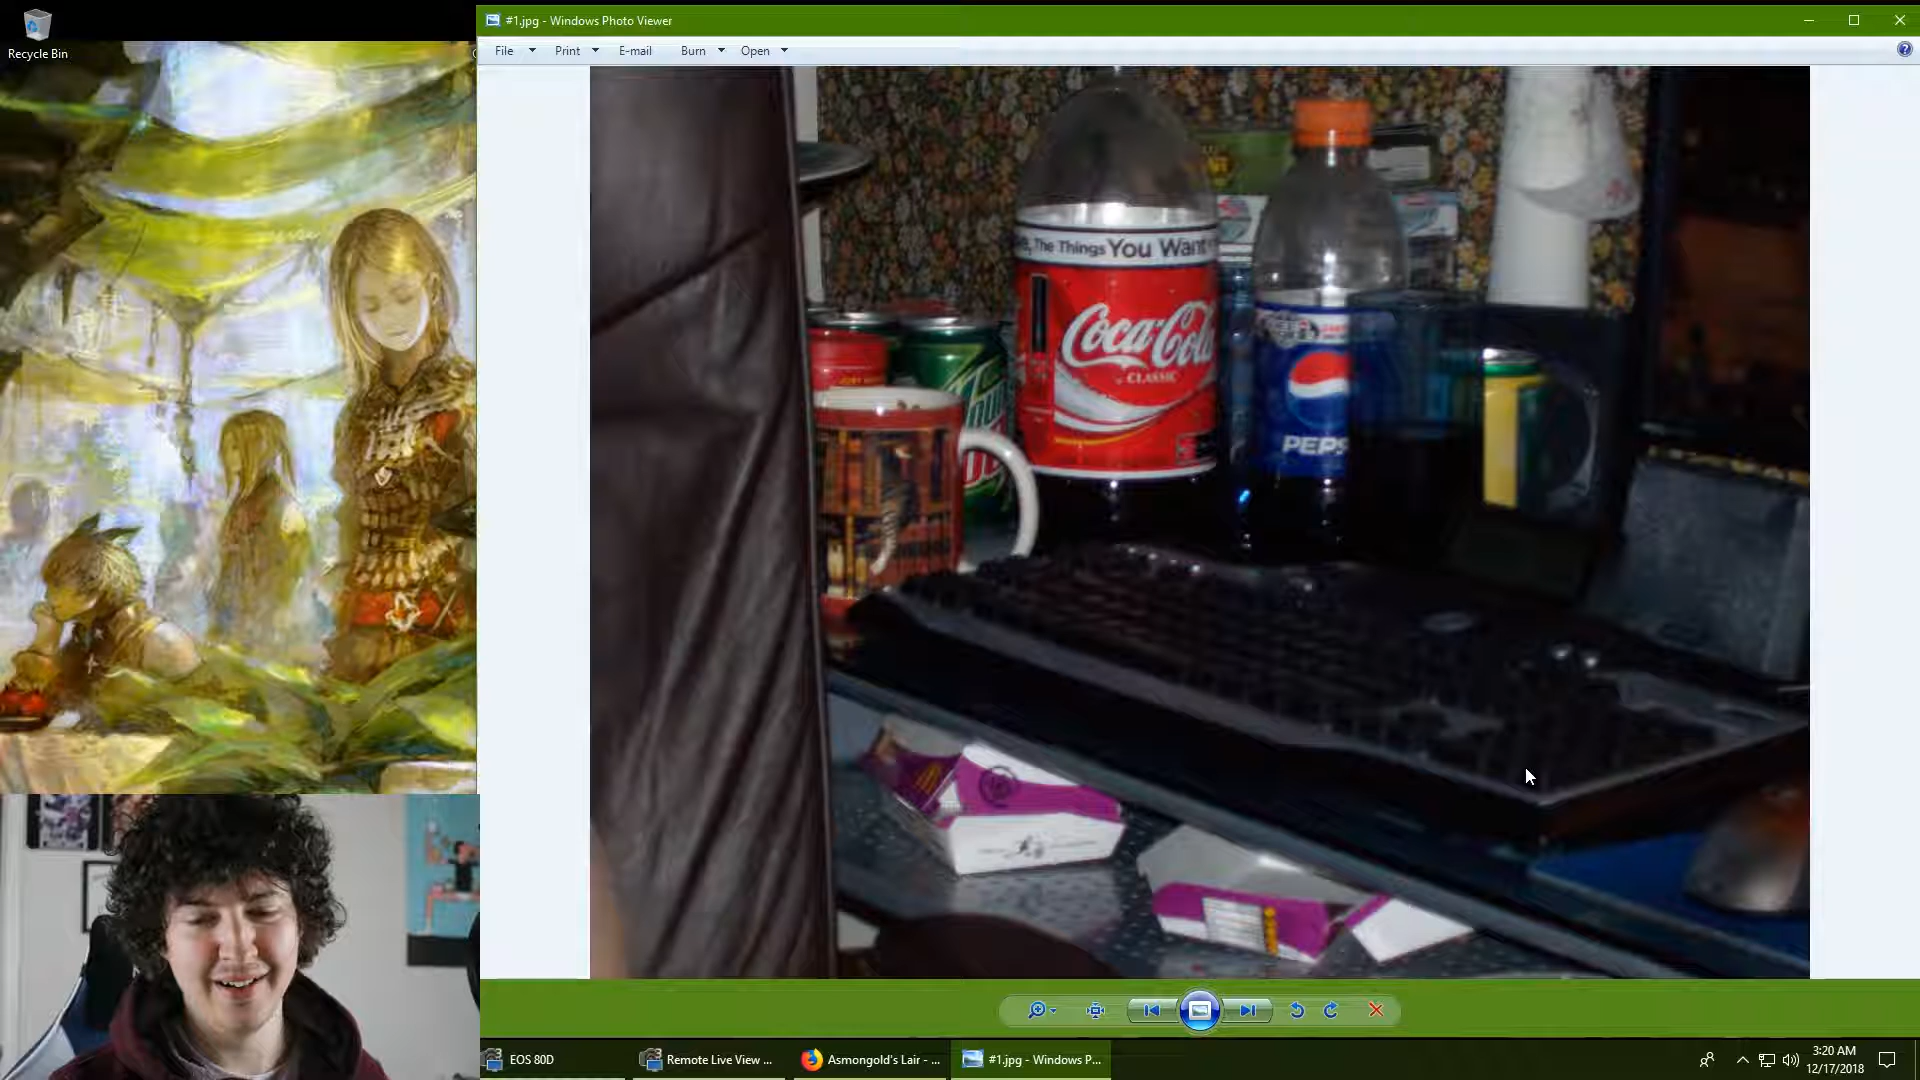 Recycle Bin
#1.jpg - Windows Photo Viewer
File
Print
E-mail
Burn
Open
The Things You Want
Coca-Cola
CLASSIC
PEPS
EOS 80D
Remote Live View ...
Asmongold's Lair - ...
#1.jpg - Windows P...
3:20 AM
12/17/2018